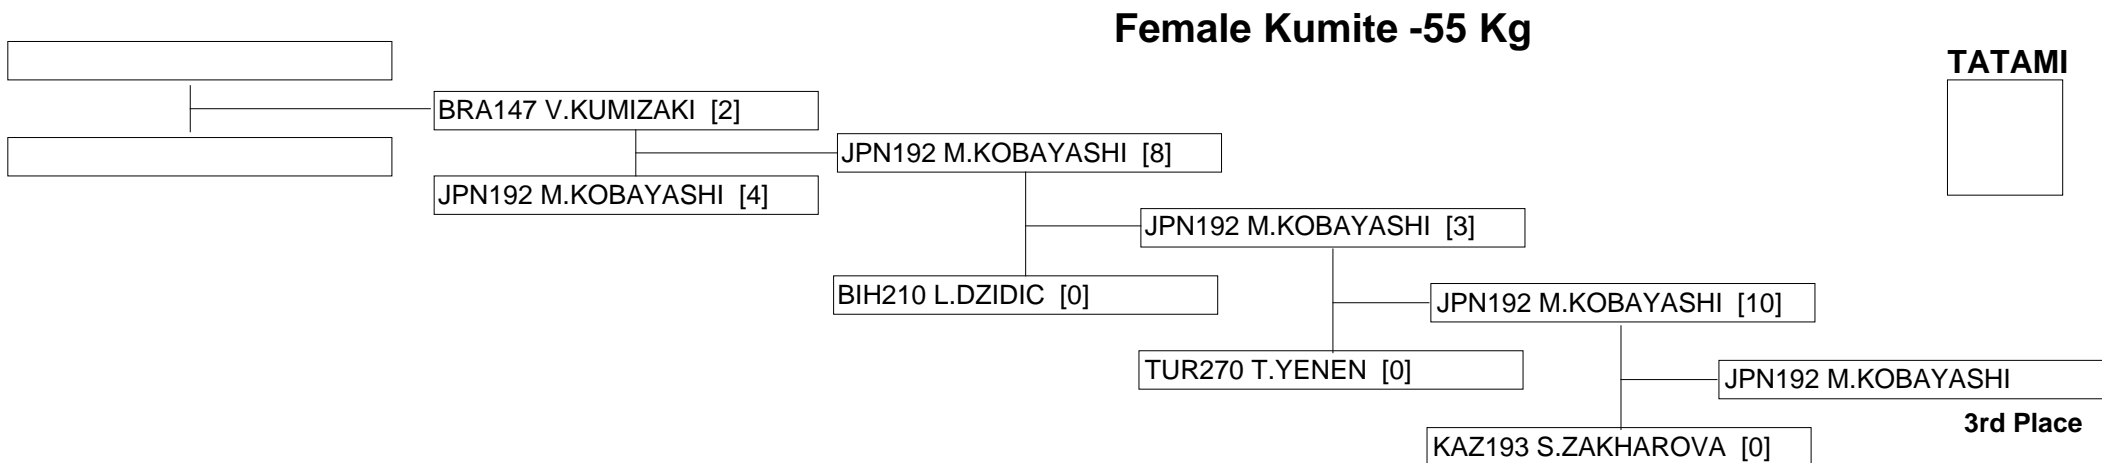 Female Kumite -55 Kg
TATAMI
BRA147 V.KUMIZAKI [2]
JPN192 M.KOBAYASHI [8]
JPN192 M.KOBAYASHI [4]
JPN192 M.KOBAYASHI [3]
BIH210 L.DZIDIC [0]
JPN192 M.KOBAYASHI [10]
TUR270 T.YENEN [0]
JPN192 M.KOBAYASHI
3rd Place
KAZ193 S.ZAKHAROVA [0]